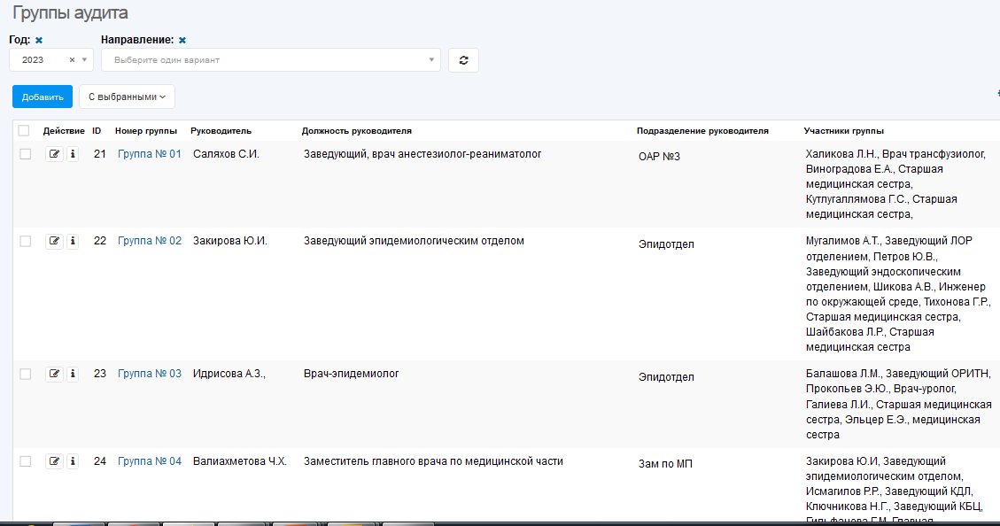 Группы аудита
Год: ×
Направление: ×
2023 ×
Выберите один вариант
Добавить
С выбранными
Действие ID Номер группы Руководитель Должность руководителя Подразделение руководителя Участники группы
21 Группа № 01 Саляхов С.И. Заведующий, врач анестезиолог-реаниматолог ОАР №3
Халикова Л.Н., Врач трансфузиолог,
Виноградова Е.А., Старшая
медицинская сестра,
Кутлугаллямова Г.С., Старшая
медицинская сестра,
22 Группа № 02 Закирова Ю.И. Заведующий эпидемиологическим отделом Эпидотдел
Мугалимов А.Т., Заведующий ЛОР
отделением, Петров Ю.В.,
Заведующий эндоскопическим
отделением, Шикова А.В., Инженер
по окружающей среде, Тихонова Г.Р.,
Старшая медицинская сестра,
Шайбакова Л.Р., Старшая
медицинская сестра
23 Группа № 03 Идрисова А.З., Врач-эпидемиолог Эпидотдел
Балашова Л.М., Заведующий ОРИТН,
Прокопьев Э.Ю., Врач-уролог,
Галиева Л.И., Старшая медицинская
сестра, Эльцер Е.Э., медицинская
сестра
24 Группа № 04 Валиахметова Ч.Х. Заместитель главного врача по медицинской части Зам по МП
Закирова Ю.И, Заведующий
эпидемиологическим отделом,
Исмагилов Р.Р., Заведующий КДЛ,
Ключникова Н.Г., Заведующий КБЦ,